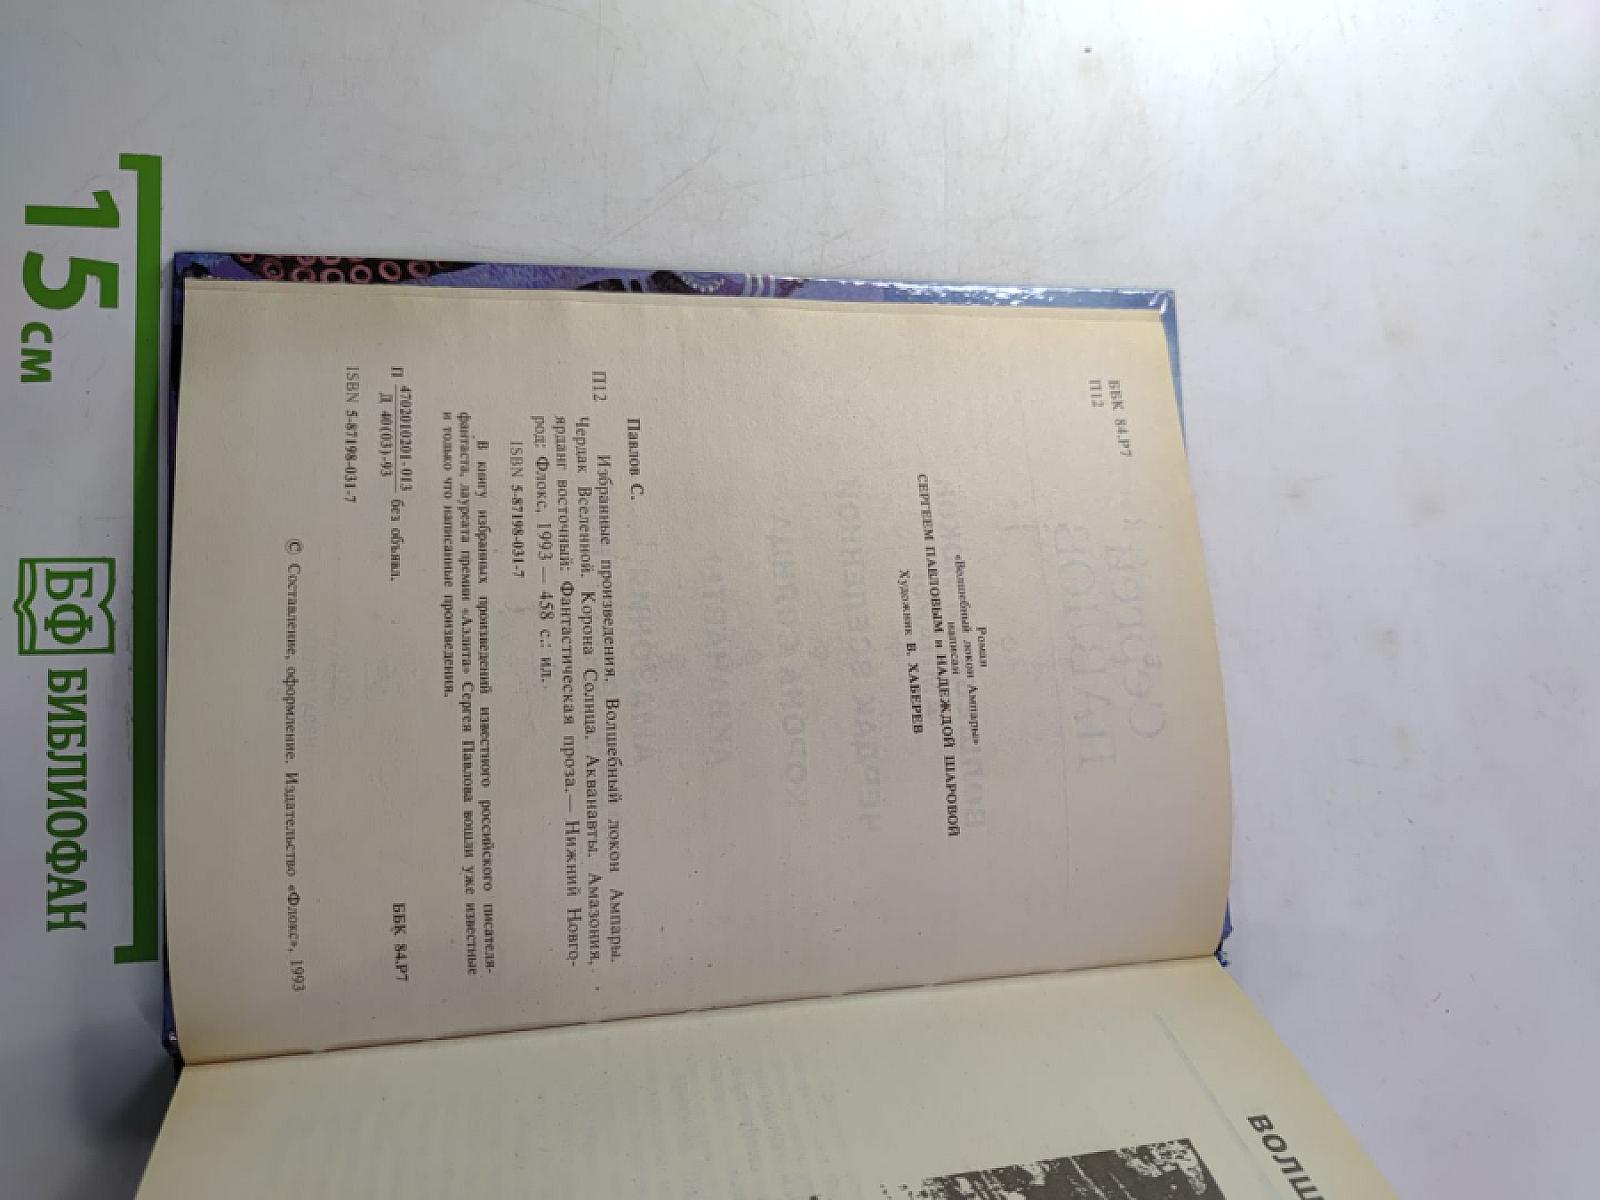 ББК 84.Р7
П12
Роман
«Волшебный локон Ампары»
написан
СЕРГЕЕМ ПАВЛОВЫМ и НАДЕЖДОЙ ШАРОВОЙ
Художник В. ХАБЕРЕВ
Павлов С.
П12 Избранные произведения. Волшебный локон Ампары.
Чердак Вселенной. Корона Солнца. Акванавты. Амазония,
ярданг восточный: Фантастическая проза.— Нижний Новго-
род: Флокс, 1993 — 458 с.: ил.
ISBN 5-87198-031-7
В книгу избранных произведений известного российского писателя-
фантаста, лауреата премии «Аэлита» Сергея Павлова вошли уже известные
и только что написанные произведения.
П 4702010201-013 без объявл.
Д 40(03)-93
ББК 84.Р7
ISBN 5-87198-031-7
© Составление, оформление. Издательство «Флокс», 1993
ВОЛШ
15 см
БФ БИБЛИОФАН